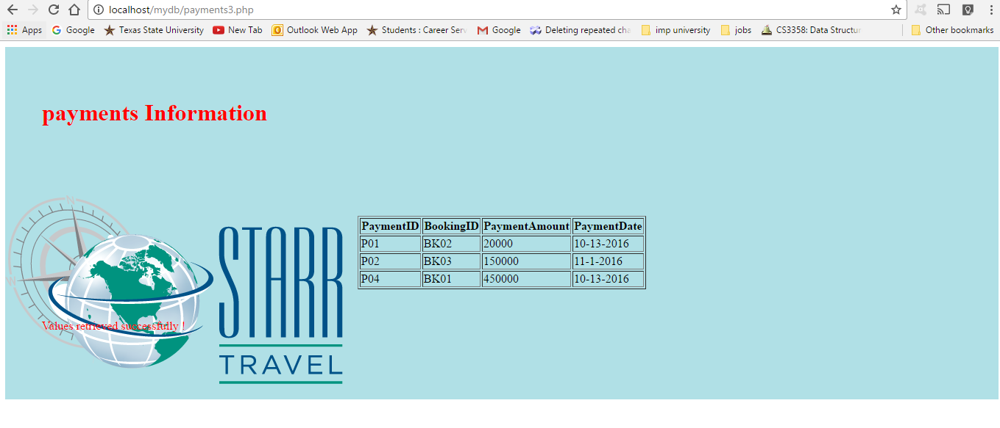 localhost/mydb/payments3.php
Apps Google Texas State University New Tab Outlook Web App Students : Career Serv Google Deleting repeated cha imp university jobs CS3358: Data Structur Other bookmarks
payments Information
N
W
STARR
TRAVEL
PaymentID BookingID PaymentAmount PaymentDate
P01 BK02 20000 10-13-2016
P02 BK03 150000 11-1-2016
P04 BK01 450000 10-13-2016
Values retrieved successfully !